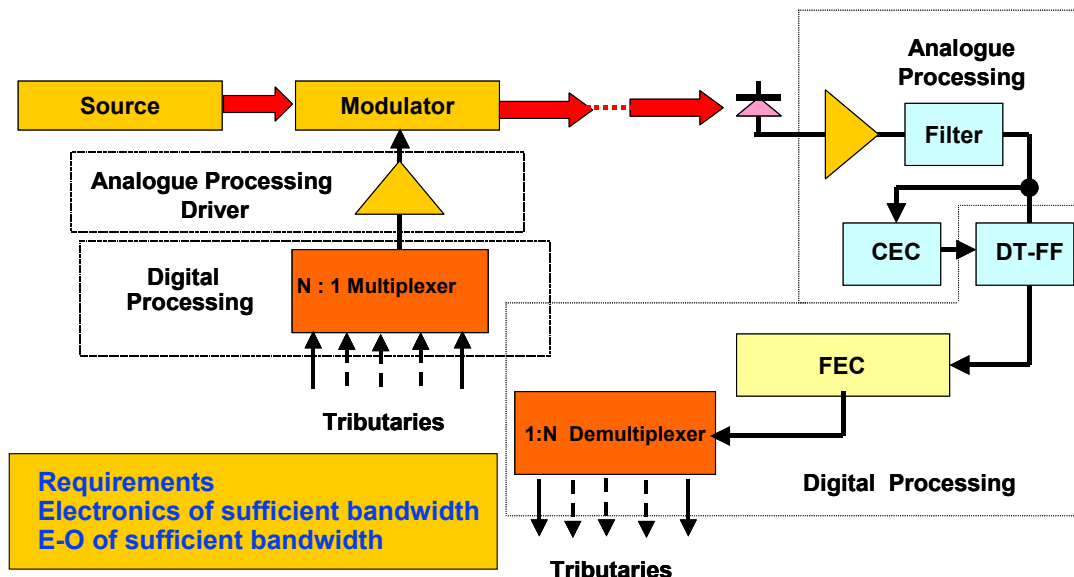 Source
Modulator
Analogue
Processing
Filter
Analogue Processing
Driver
CEC
DT-FF
Digital
Processing
N : 1 Multiplexer
FEC
Tributaries
1:N Demultiplexer
Digital Processing
Requirements
Electronics of sufficient bandwidth
E-O of sufficient bandwidth
Tributaries